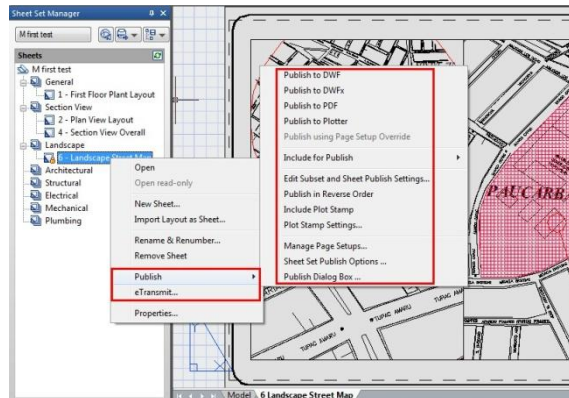 Sheet Set Manager
M first test
Sheets
M first test
General
1 - First Floor Plant Layout
Section View
2 - Plan View Layout
4 - Section View Overall
Landscape
6 - Landscape Street Map
Architectural
Structural
Electrical
Mechanical
Plumbing
Open
Open read-only
New Sheet...
Import Layout as Sheet...
Rename & Renumber...
Remove Sheet
Publish
eTransmit...
Properties...
Publish to DWF
Publish to DWFx
Publish to PDF
Publish to Plotter
Publish using Page Setup Override
Include for Publish
Edit Subset and Sheet Publish Settings...
Publish in Reverse Order
Include Plot Stamp
Plot Stamp Settings...
Manage Page Setups...
Sheet Set Publish Options ...
Publish Dialog Box ...
PAUCARBA
TUPAC AMARU
TUPAC AMARU
Model
6 Landscape Street Map